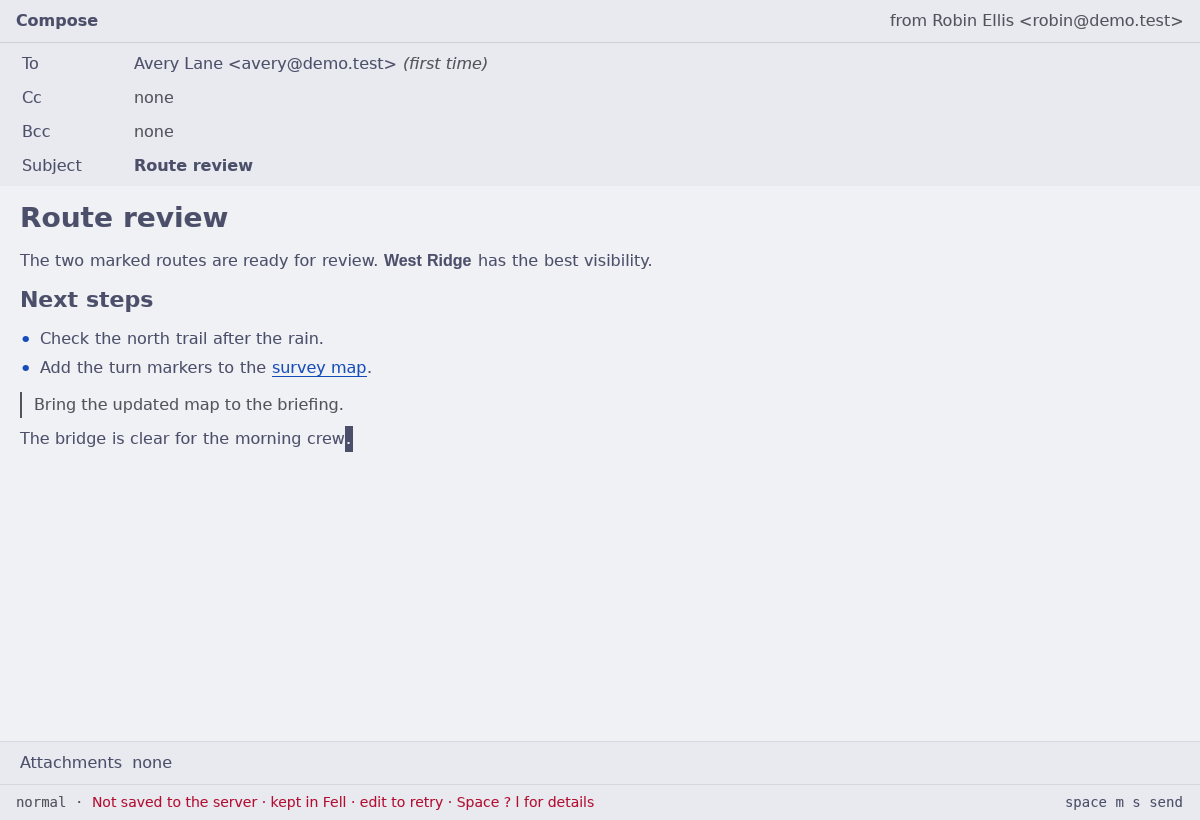 Compose from Robin Ellis <robin@demo.test>
To Avery Lane <avery@demo.test> (first time)
Cc none
Bcc none
Subject Route review
Route review
The two marked routes are ready for review. West Ridge has the best visibility.
Next steps
• Check the north trail after the rain.
• Add the turn markers to the survey map.
Bring the updated map to the briefing.
The bridge is clear for the morning crew.
Attachments none
normal · Not saved to the server · kept in Fell · edit to retry · Space ? l for details space m s send